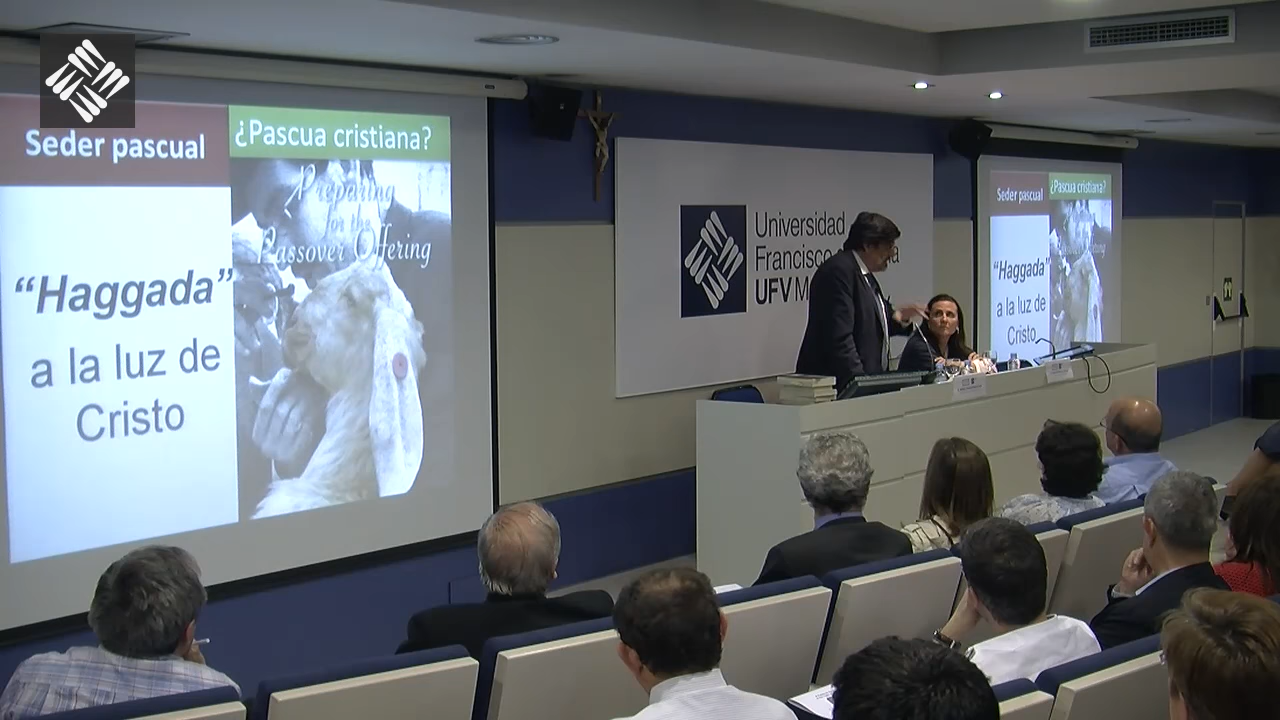 Seder pascual
¿Pascua cristiana?
Preparing
for the
Passover Offering
“Haggada”
a la luz de
Cristo
Universidad
Francisco
UFV
Seder pascual
¿Pascua cristiana?
“Haggada”
a la luz de
Cristo